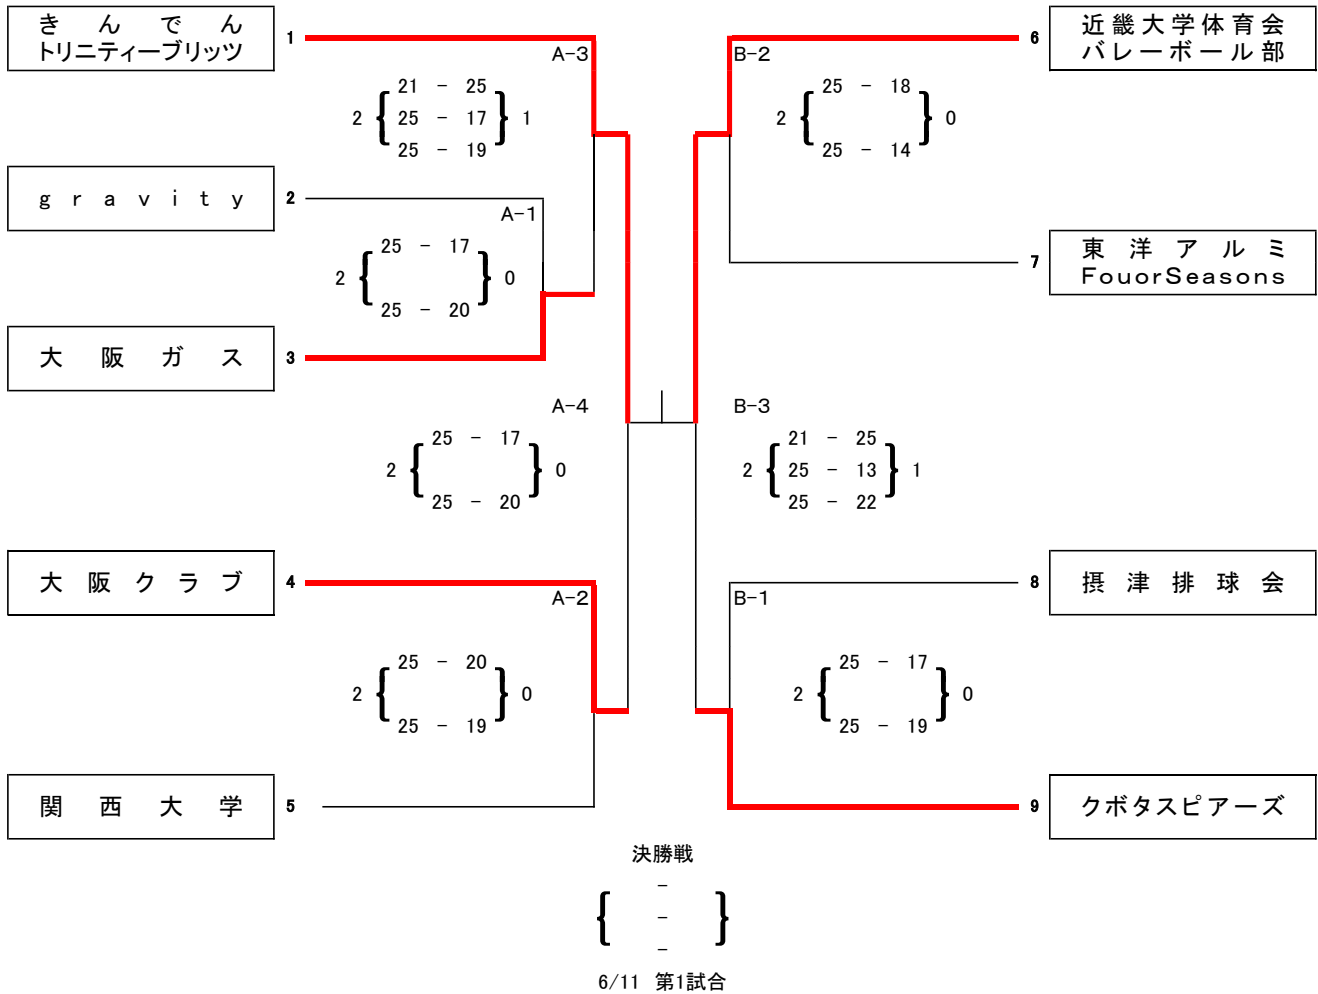 きんでん
トリニティーブリッツ
1
A-3
21 - 25
2 { 25 - 17 } 1
25 - 19
gravity
2
A-1
25 - 17
2 { } 0
25 - 20
大阪ガス
3
A-4
25 - 17
2 { } 0
25 - 20
大阪クラブ
4
A-2
25 - 20
2 { } 0
25 - 19
関西大学
5
6
近畿大学体育会
バレーボール部
B-2
25 - 18
2 { } 0
25 - 14
7
東洋アルミ
FouorSeasons
B-3
21 - 25
2 { 25 - 13 } 1
25 - 22
8
摂津排球会
B-1
25 - 17
2 { } 0
25 - 19
9
クボタスピアーズ
決勝戦
-
{ - }
-
6/11 第1試合